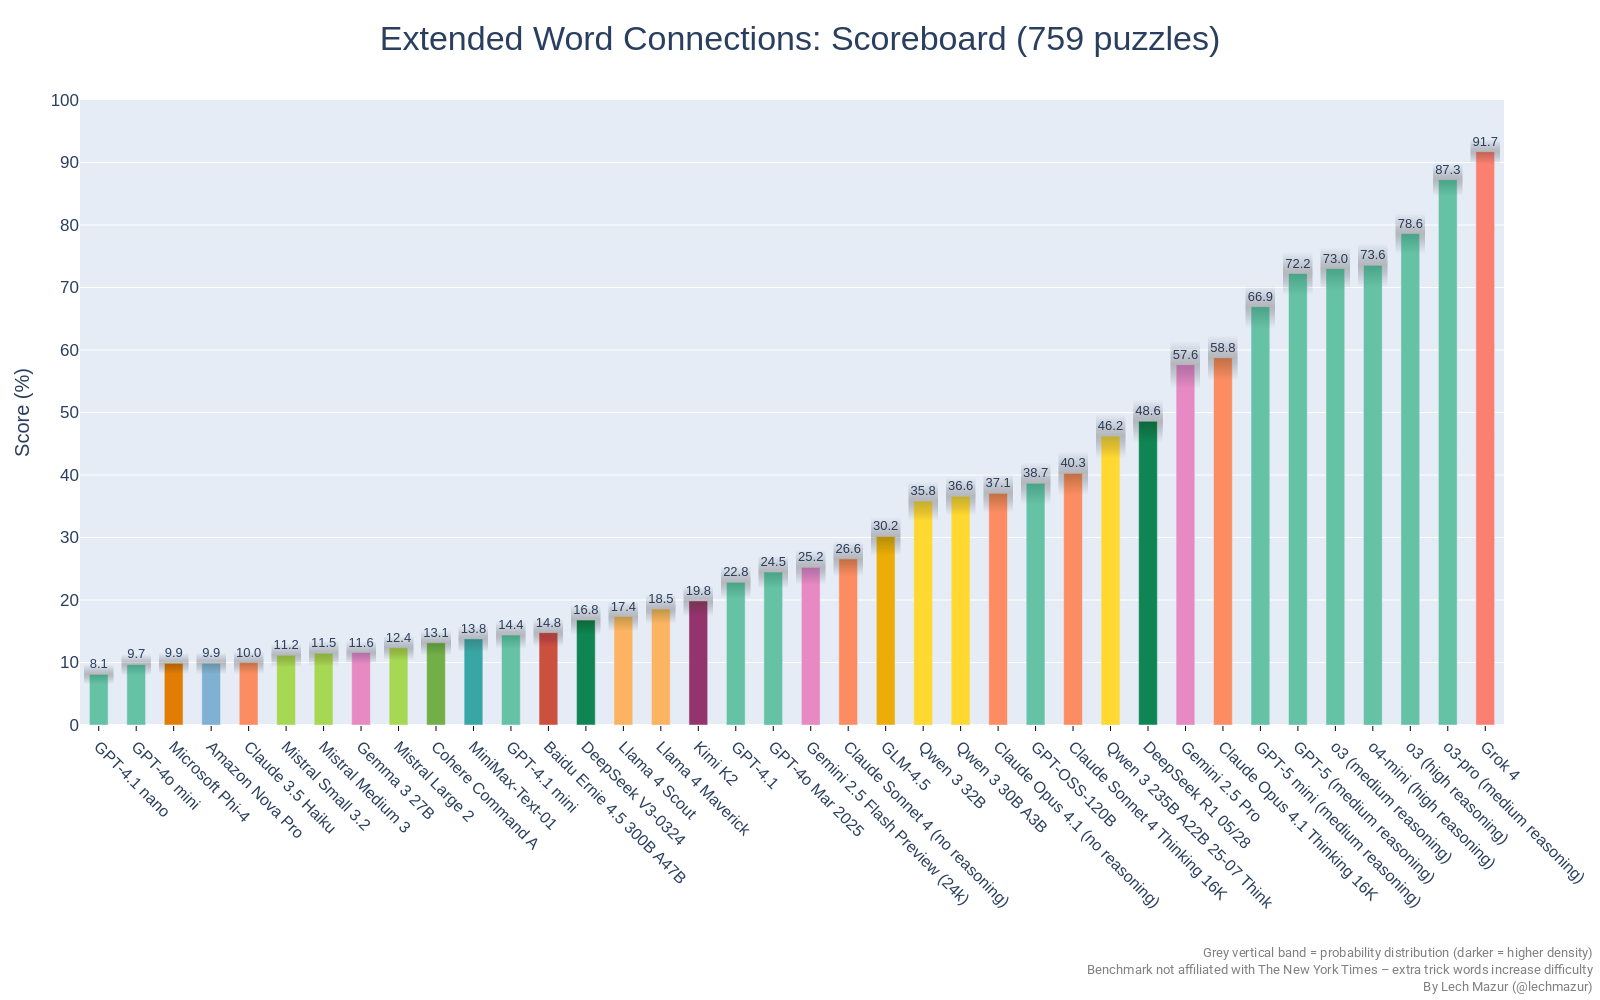 Extended Word Connections: Scoreboard (759 puzzles)
Score (%)
100
90
80
70
60
50
40
30
20
10
0
8.1
9.7
9.9
9.9
10.0
11.2
11.5
11.6
12.4
13.1
13.8
14.4
14.8
16.8
17.4
18.5
19.8
22.8
24.5
25.2
26.6
30.2
35.8
36.6
37.1
38.7
40.3
46.2
48.6
57.6
58.8
66.9
72.2
73.0
73.6
78.6
87.3
91.7
GPT-4.1 nano
GPT-4o mini
Microsoft Phi-4
Amazon Nova Pro
Claude 3.5 Haiku
Mistral Small 3.2
Mistral Medium 3
Gemma 3 27B
Mistral Large 2
Cohere Command A
MiniMax-Text-01
GPT-4.1 mini
Baidu Ernie 4.5 300B A47B
DeepSeek V3-0324
Llama 4 Scout
Llama 4 Maverick
Kimi K2
GPT-4.1
GPT-4o Mar 2025
Gemini 2.5 Flash Preview (24k)
Claude Sonnet 4 (no reasoning)
GLM-4.5
Qwen 3 32B
Qwen 3 30B A3B
Claude Opus 4.1 (no reasoning)
GPT-OSS-120B
Claude Sonnet 4 Thinking 16K
Qwen 3 235B A22B 25-07 Think
DeepSeek R1 05/28
Gemini 2.5 Pro
Claude Opus 4.1 Thinking 16K
GPT-5 mini (medium reasoning)
GPT-5 (medium reasoning)
o3 (medium reasoning)
o4-mini (high reasoning)
o3 (high reasoning)
o3-pro (medium reasoning)
Grok 4
Grey vertical band = probability distribution (darker = higher density)
Benchmark not affiliated with The New York Times – extra trick words increase difficulty
By Lech Mazur (@lechmazur)